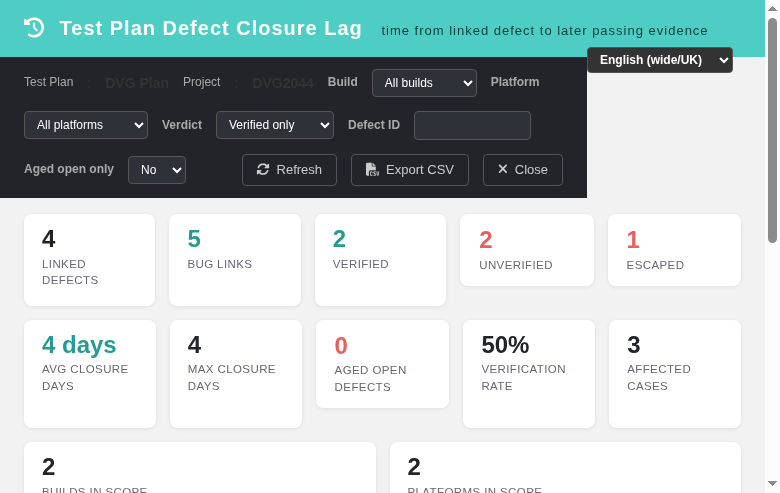 Test Plan Defect Closure Lag time from linked defect to later passing evidence
English (wide/UK)
Test Plan : DVG Plan Project : DVG2044 Build All builds Platform
All platforms Verdict Verified only Defect ID
Aged open only No Refresh Export CSV Close
4 5 2 2 1
LINKED DEFECTS BUG LINKS VERIFIED UNVERIFIED ESCAPED
4 days 4 0 50% 3
AVG CLOSURE DAYS MAX CLOSURE DAYS AGED OPEN DEFECTS VERIFICATION RATE AFFECTED CASES
2 2
BUILDS IN SCOPE PLATFORMS IN SCOPE